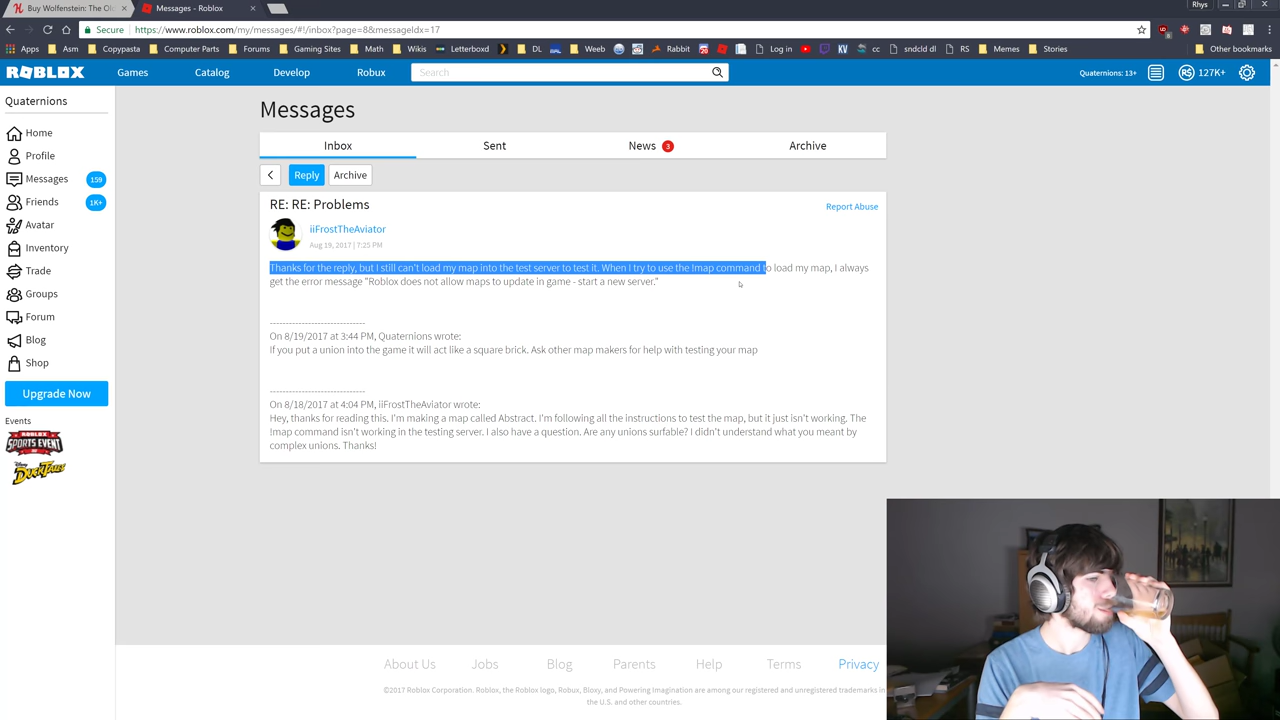 Buy Wolfenstein: The Ol
Messages - Roblox
Rhys
Secure
https://www.roblox.com/my/messages/#!/inbox?page=8&messageIdx=17
Apps Asm Copypasta Computer Parts Forums Gaming Sites Math Wikis Letterboxd DL Weeb Rabbit Log in KV cc sndcld dl RS Memes Stories Other bookmarks
ROBLOX Games Catalog Develop Robux Search Quaternions: 13+ R$ 127K+
Quaternions
Home
Profile
Messages 159
Friends 1K+
Avatar
Inventory
Trade
Groups
Forum
Blog
Shop
Upgrade Now
Events
ROBLOX
SPORTS EVENT
DUCKTALES
Messages
Inbox Sent News 3 Archive
< Reply Archive
RE: RE: Problems
Report Abuse
iiFrostTheAviator
Aug 19, 2017 | 7:25 PM
Thanks for the reply, but I still can't load my map into the test server to test it. When I try to use the !map command to load my map, I always
get the error message "Roblox does not allow maps to update in game - start a new server."
------------------------------
On 8/19/2017 at 3:44 PM, Quaternions wrote:
If you put a union into the game it will act like a square brick. Ask other map makers for help with testing your map
------------------------------
On 8/18/2017 at 4:04 PM, iiFrostTheAviator wrote:
Hey, thanks for reading this. I'm making a map called Abstract. I'm following all the instructions to test the map, but it just isn't working. The
!map command isn't working in the testing server. I also have a question. Are any unions surfable? I didn't understand what you meant by
complex unions. Thanks!
About Us Jobs Blog Parents Help Terms Privacy
©2017 Roblox Corporation. Roblox, the Roblox logo, Robux, Bloxy, and Powering Imagination are among our registered and unregistered trademarks in
the U.S. and other countries.